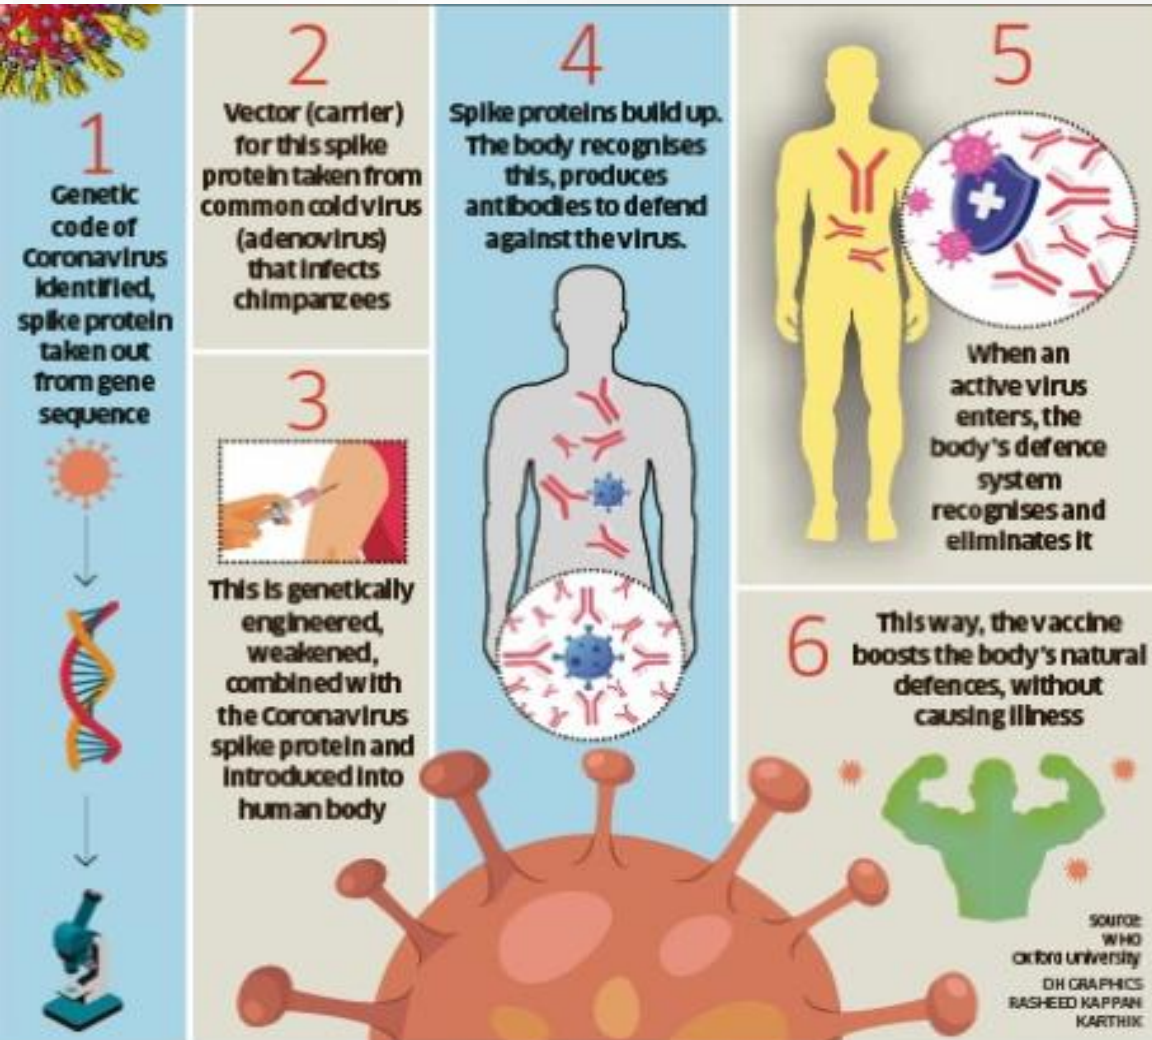 1
Genetic
code of
Coronavirus
identified,
spike protein
taken out
from gene
sequence
2
Vector (carrier)
for this spike
protein taken from
common cold virus
(adenovirus)
that infects
chimpanzees
3
This is genetically
engineered,
weakened,
combined with
the Coronavirus
spike protein and
introduced into
human body
4
Spike proteins build up.
The body recognises
this, produces
antibodies to defend
against the virus.
5
When an
active virus
enters, the
body's defence
system
recognises and
eliminates it
6
This way, the vaccine
boosts the body's natural
defences, without
causing illness
source
WHO
oxford university
DH GRAPHICS
RASHEED KAPPAN
KARTHIK